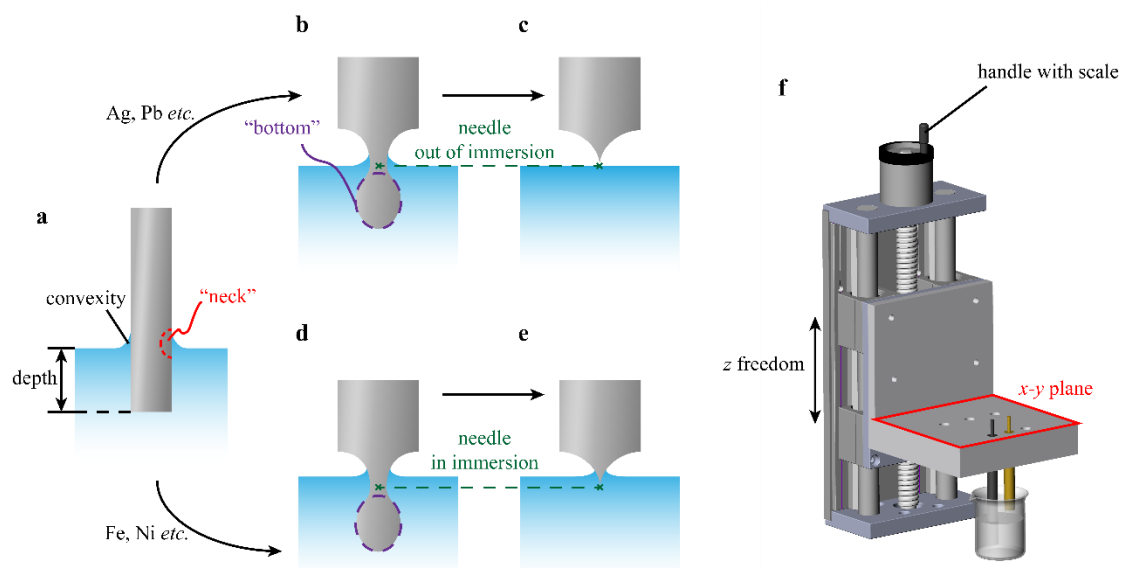 a
convexity
"neck"
depth
Ag, Pb etc.
Fe, Ni etc.
b
"bottom"
c
needle
out of immersion
d
e
needle
in immersion
f
handle with scale
z freedom
x-y plane